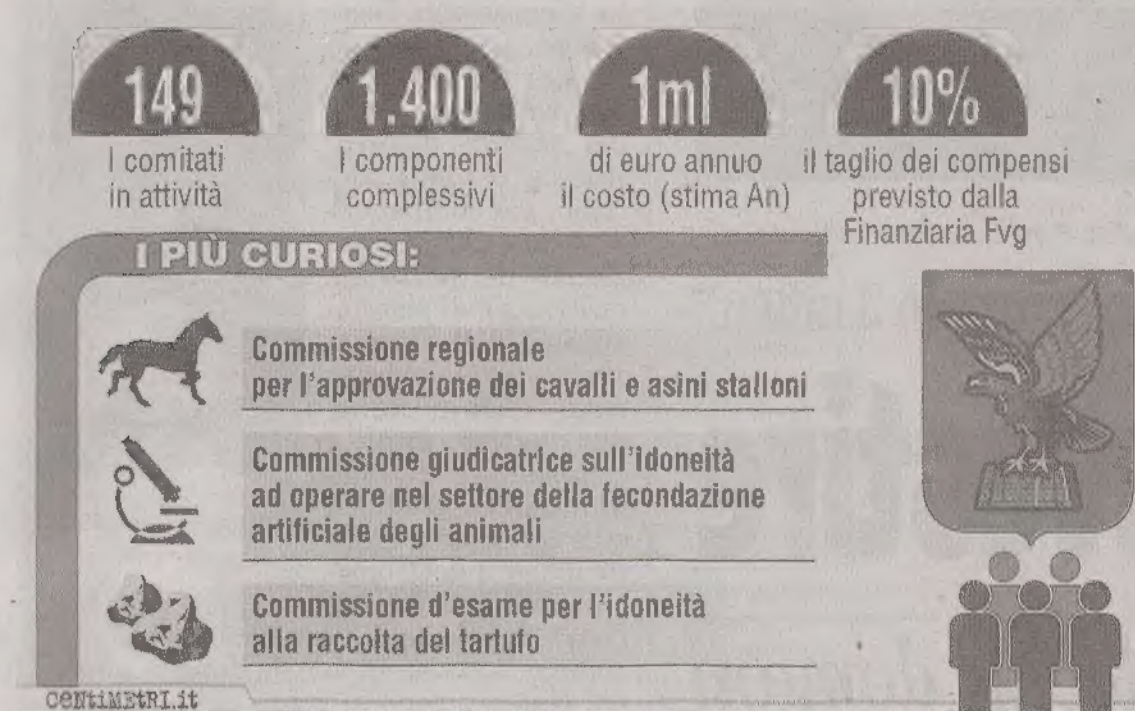 149
I comitati
in attività
1.400
I componenti
complessivi
1ml
di euro annuo
il costo (stima An)
10%
il taglio dei compensi
previsto dalla
Finanziaria Fvg
I PIÙ CURIOSI:
Commissione regionale
per l'approvazione dei cavalli e asini stalloni
Commissione giudicatrice sull'idoneità
ad operare nel settore della fecondazione
artificiale degli animali
Commissione d'esame per l'idoneità
alla raccolta del tartufo
CENTIMETRI.it